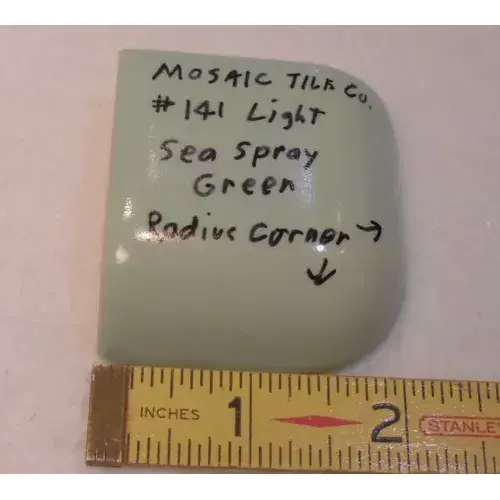 MOSAIC TILE Co.
# 141 Light
Sea Spray
Green
Radius Corner →
↓
INCHES 1 2 STANLEY